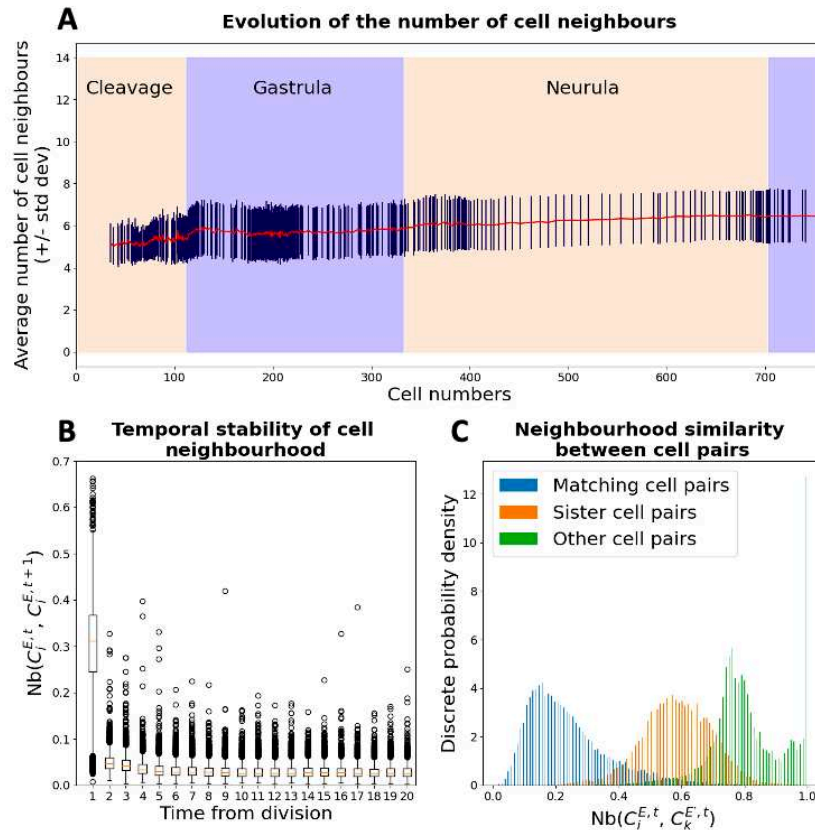 A
Evolution of the number of cell neighbours
Average number of cell neighbours
(+/- std dev)
14
12
10
8
6
4
2
0
Cleavage
Gastrula
Neurula
0 100 200 300 400 500 600 700
Cell numbers
B
Temporal stability of cell
neighbourhood
Nb(C_i^{E,t}, C_i^{E,t+1})
0.7
0.6
0.5
0.4
0.3
0.2
0.1
0.0
1 2 3 4 5 6 7 8 9 10 11 12 13 14 15 16 17 18 19 20
Time from division
C
Neighbourhood similarity
between cell pairs
Discrete probability density
12
10
8
6
4
2
0
Matching cell pairs
Sister cell pairs
Other cell pairs
0.0 0.2 0.4 0.6 0.8 1.0
Nb(C_i^{E,t}, C_k^{E',t})